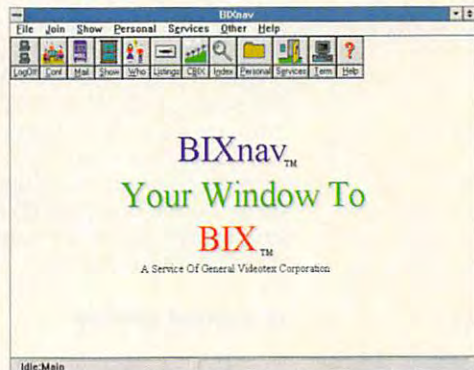 BIXnav
File Join Show Personal Services Other Help
LogOff Conf Mail Show Who Listings CBIX Index Personal Services Term Help
BIXnav™
Your Window To
BIX™
A Service Of General Videotex Corporation
Idle:Main